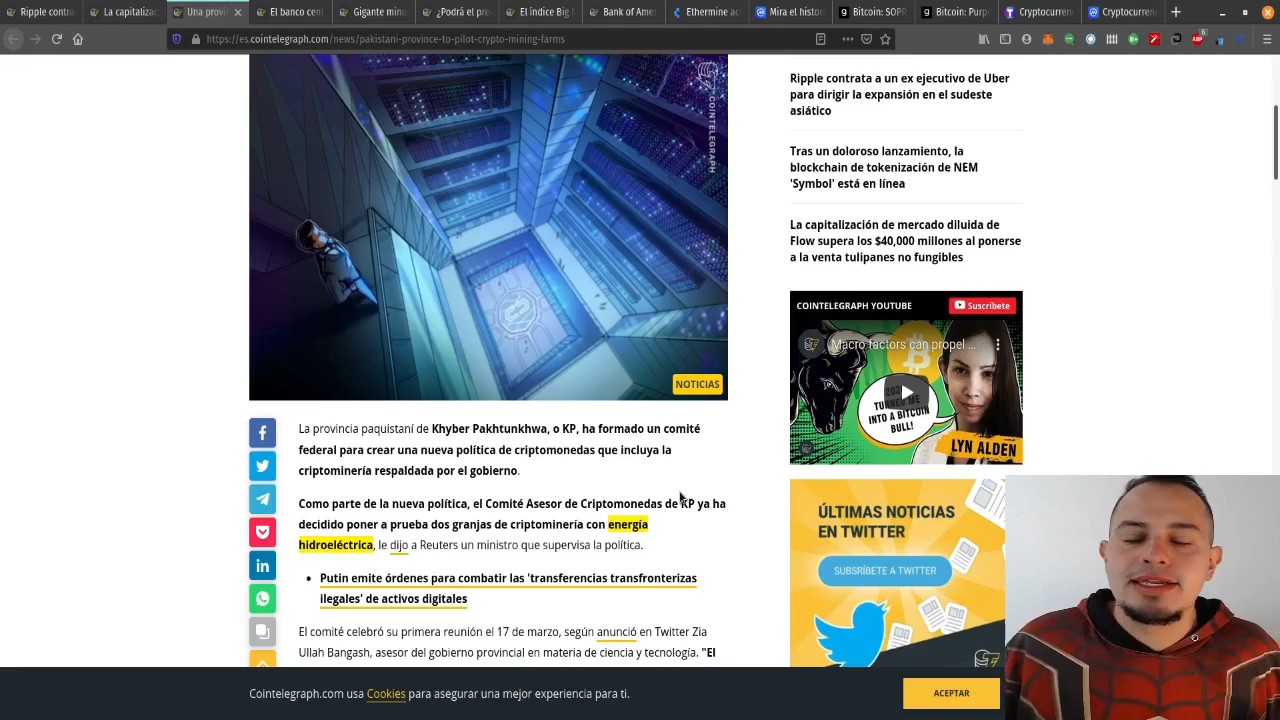 Ripple contra
La capitaliza
Una prov
El banco cent
Gigante mino
¿Podrá el pre
El índice Big
Bank of Ame
Ethermine ac
Mira el histor
Bitcoin: SOPR
Bitcoin: Purp
Cryptocurren
Cryptocurren
https://es.cointelegraph.com/news/pakistani-province-to-pilot-crypto-mining-farms
6
COINTELEGRAPH
NOTICIAS
La provincia paquistaní de Khyber Pakhtunkhwa, o KP, ha formado un comité
federal para crear una nueva política de criptomonedas que incluya la
criptominería respaldada por el gobierno.
Como parte de la nueva política, el Comité Asesor de Criptomonedas de KP ya ha
decidido poner a prueba dos granjas de criptominería con energía
hidroeléctrica, le dijo a Reuters un ministro que supervisa la política.
• Putin emite órdenes para combatir las 'transferencias transfronterizas
ilegales' de activos digitales
El comité celebró su primera reunión el 17 de marzo, según anunció en Twitter Zia
Ullah Bangash, asesor del gobierno provincial en materia de ciencia y tecnología. "El
Ripple contrata a un ex ejecutivo de Uber
para dirigir la expansión en el sudeste
asiático
Tras un doloroso lanzamiento, la
blockchain de tokenización de NEM
'Symbol' está en línea
La capitalización de mercado diluida de
Flow supera los $40,000 millones al ponerse
a la venta tulipanes no fungibles
COINTELEGRAPH YOUTUBE
Suscríbete
Macro factors can propel ...
TURNED ME
INTO A BITCOIN
BULL!
LYN ALDEN
ÚLTIMAS NOTICIAS
EN TWITTER
SUBSRÍBETE A TWITTER
Cointelegraph.com usa Cookies para asegurar una mejor experiencia para ti.
ACEPTAR